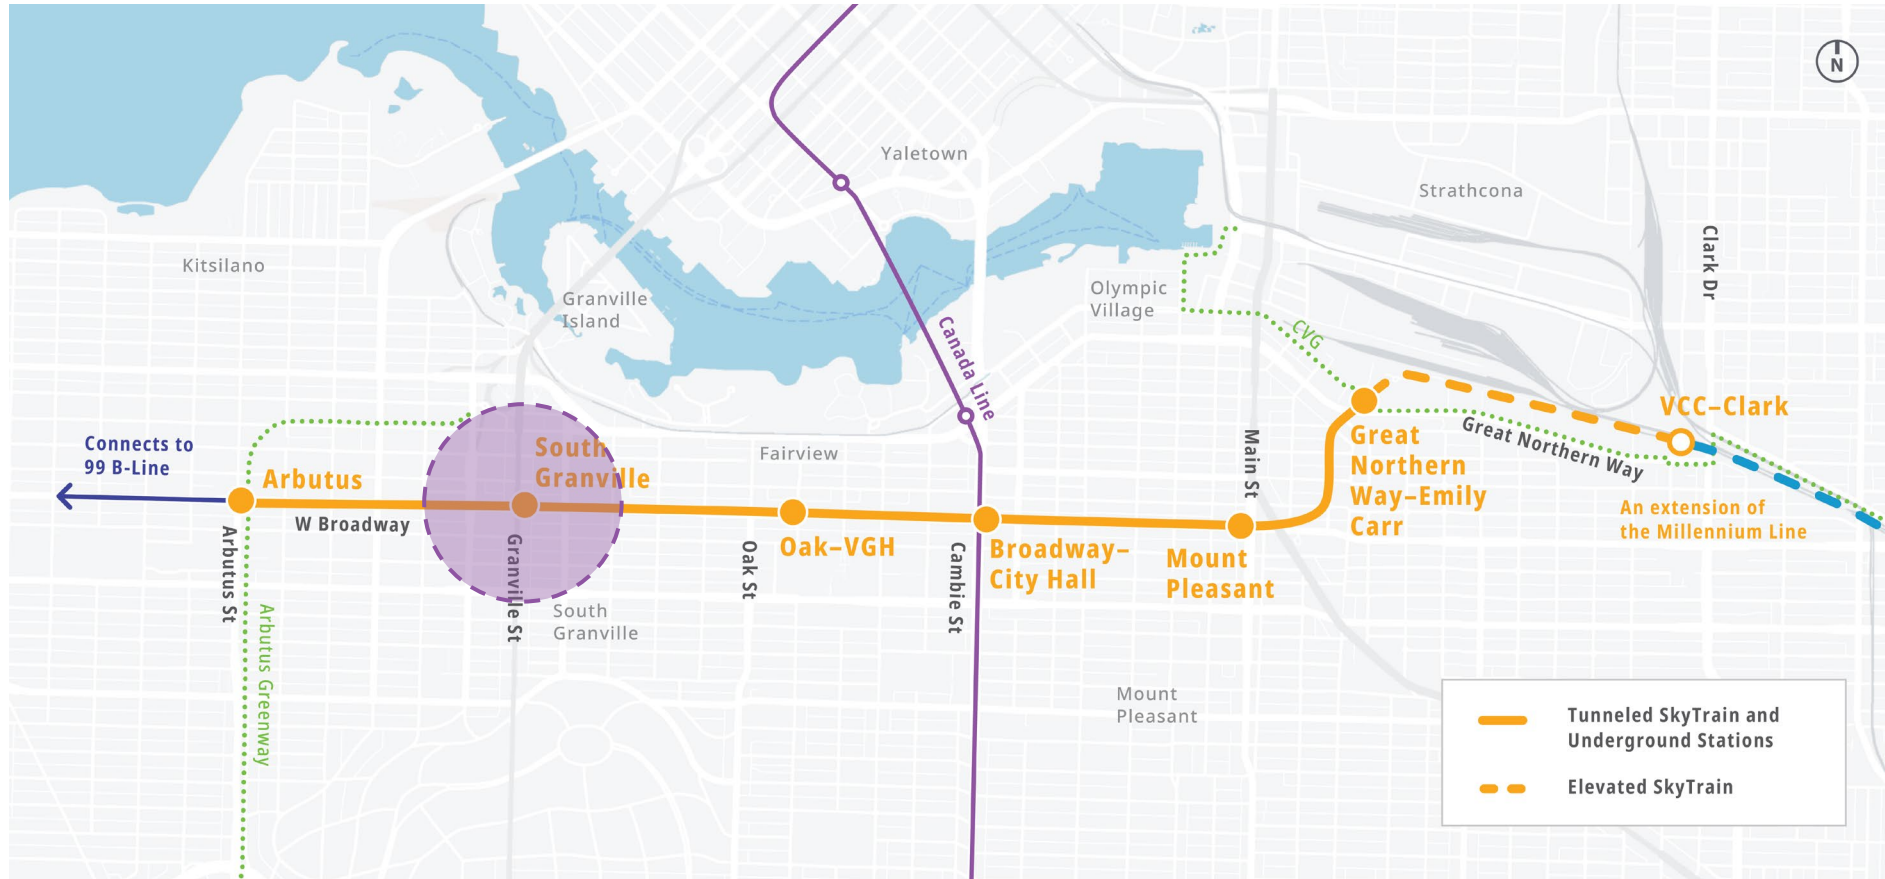 N
Yaletown
Strathcona
Clark Dr
Kitsilano
Granville
Island
Olympic
Village
CVG
Canada Line
VCC–Clark
Connects to
99 B-Line
Arbutus
South
Granville
Fairview
Main St
Great
Northern
Way–Emily
Carr
Great Northern Way
An extension of
the Millennium Line
W Broadway
Arbutus St
Granville St
Oak St
Oak–VGH
Cambie St
Broadway–
City Hall
Mount
Pleasant
Arbutus Greenway
South
Granville
Mount
Pleasant
Tunneled SkyTrain and
Underground Stations
Elevated SkyTrain